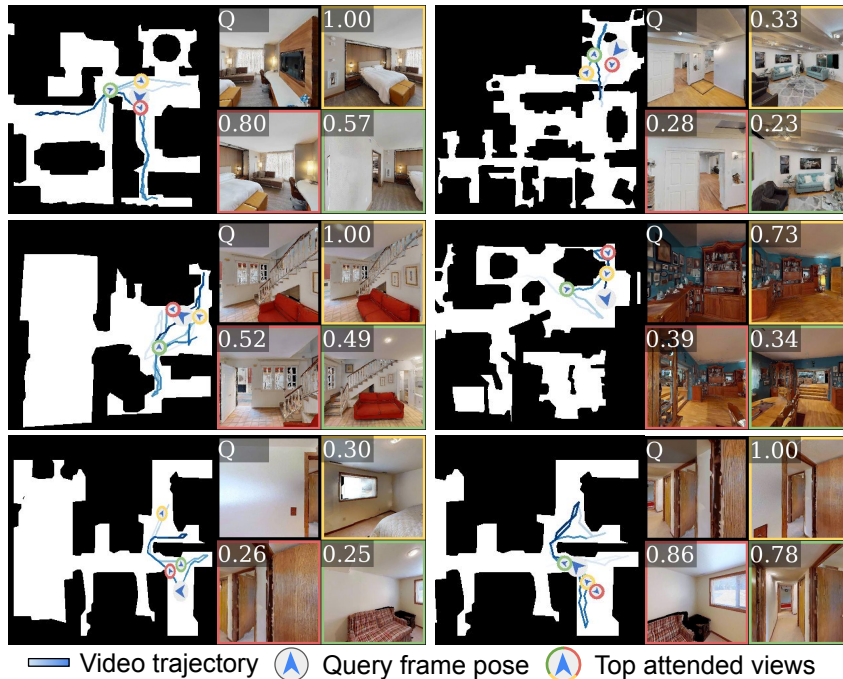 Q 1.00
0.80 0.57
Q 0.33
0.28 0.23
Q 1.00
0.52 0.49
Q 0.73
0.39 0.34
Q 0.30
0.26 0.25
Q 1.00
0.86 0.78
Video trajectory Query frame pose Top attended views